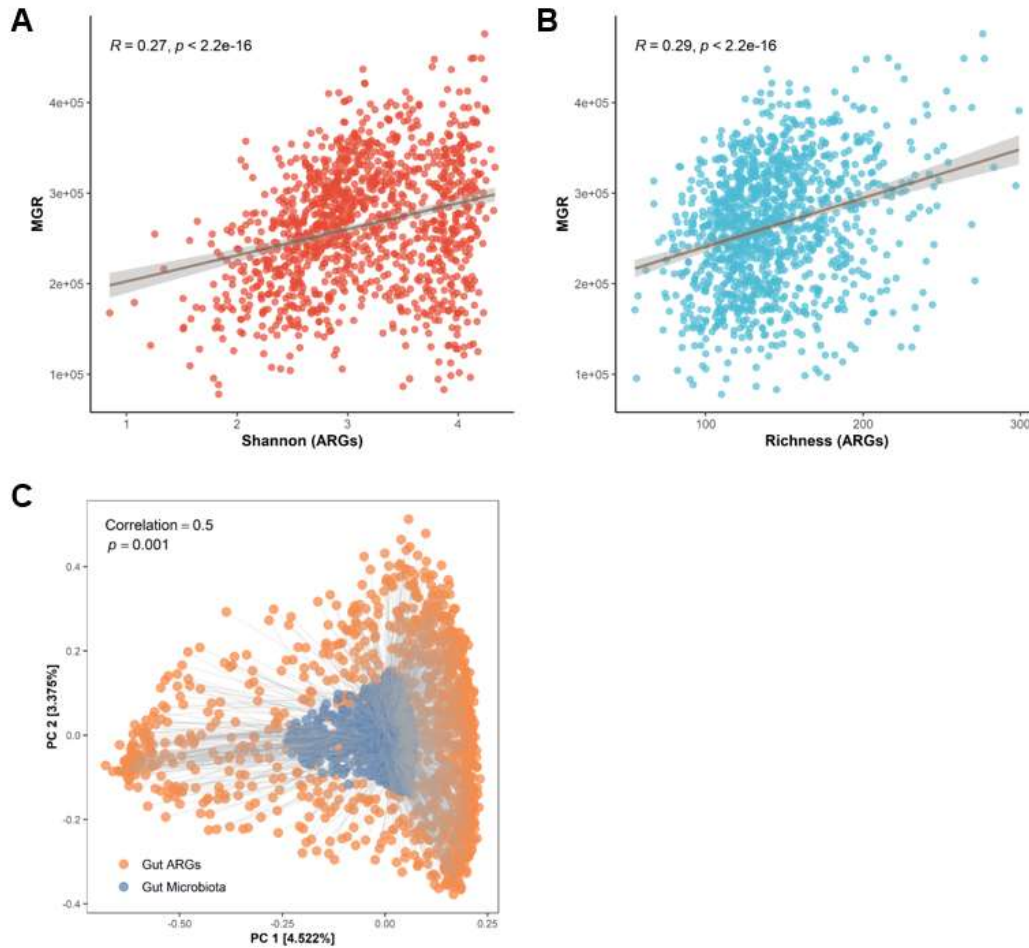 A
R = 0.27, p < 2.2e-16
4e+05
3e+05
2e+05
1e+05
MGR
1 2 3 4
Shannon (ARGs)
B
R = 0.29, p < 2.2e-16
4e+05
3e+05
2e+05
1e+05
MGR
100 200 300
Richness (ARGs)
C
Correlation = 0.5
p = 0.001
0.4
0.2
0.0
-0.2
-0.4
PC 2 [3.375%]
Gut ARGs
Gut Microbiota
-0.50 -0.25 0.00 0.25
PC 1 [4.522%]